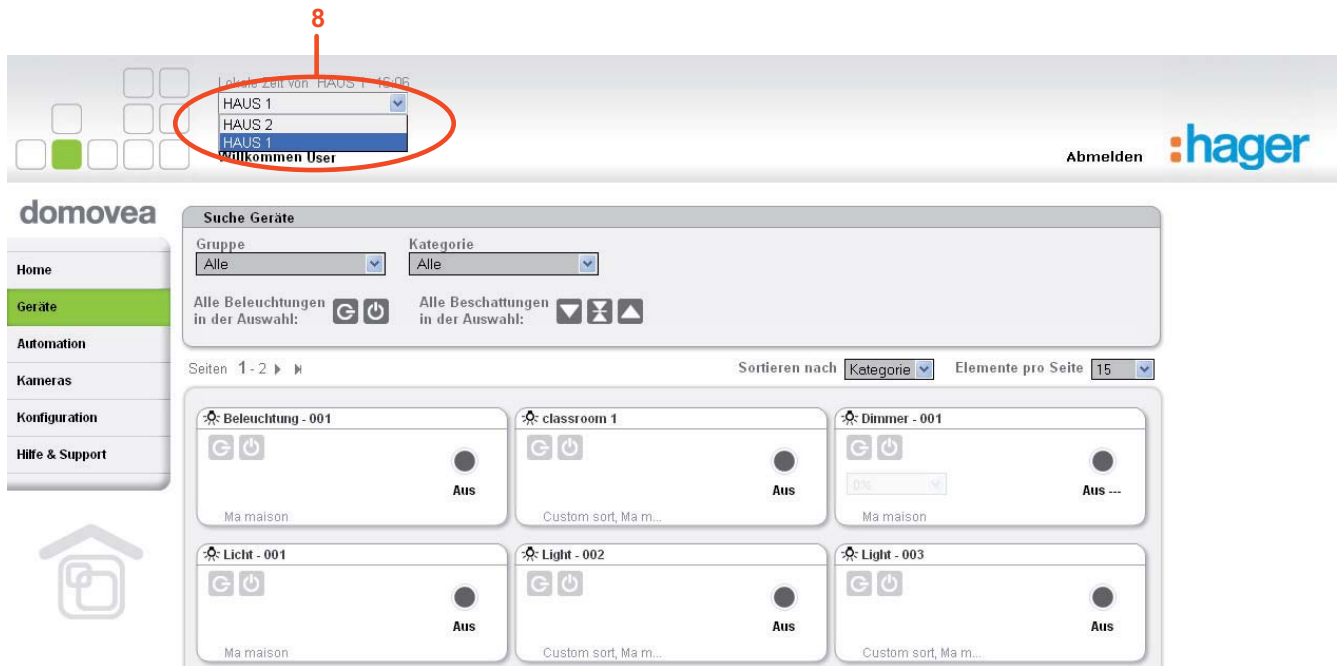 8
Lokale Zeit von HAUS 1 16:06
HAUS 1
HAUS 2
HAUS 1
Willkommen User
Abmelden
:hager
domovea
Home
Geräte
Automation
Kameras
Konfiguration
Hilfe & Support
Suche Geräte
Gruppe
Kategorie
Alle
Alle
Alle Beleuchtungen
in der Auswahl:
Alle Beschattungen
in der Auswahl:
Seiten 1 - 2
Sortieren nach Kategorie
Elemente pro Seite 15
Beleuchtung - 001
Aus
Ma maison
classroom 1
Aus
Custom sort, Ma m...
Dimmer - 001
0%
Aus ---
Ma maison
Licht - 001
Aus
Ma maison
Light - 002
Aus
Custom sort, Ma m...
Light - 003
Aus
Custom sort, Ma m...